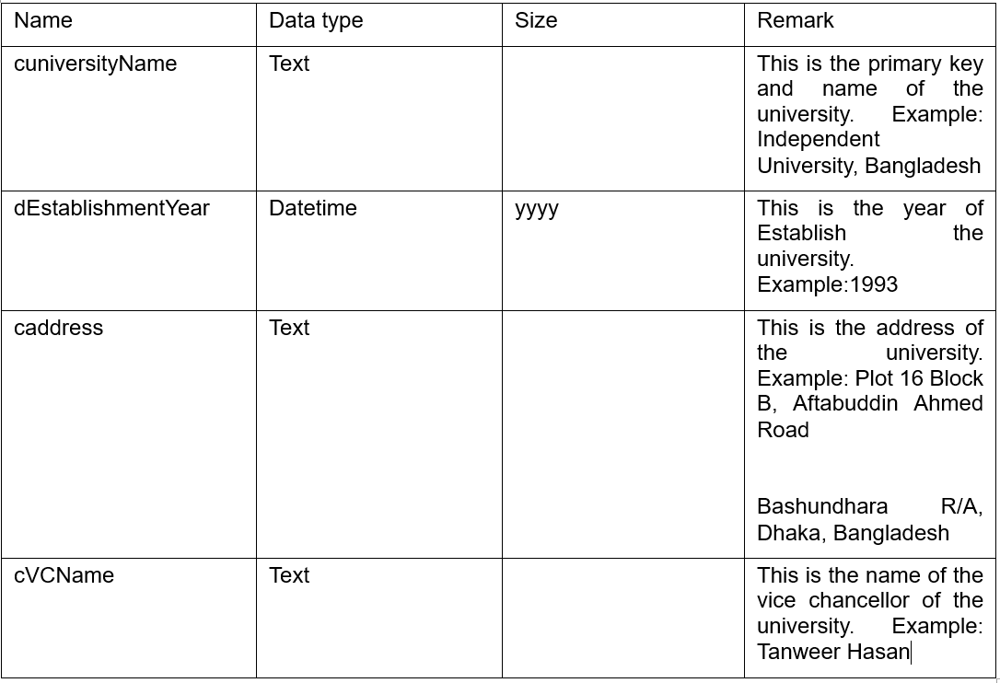 Name Data type Size Remark
cuniversityName Text This is the primary key
and name of the
university. Example:
Independent
University, Bangladesh
dEstablishmentYear Datetime yyyy This is the year of
Establish the
university.
Example:1993
caddress Text This is the address of
the university.
Example: Plot 16 Block
B, Aftabuddin Ahmed
Road
Bashundhara R/A,
Dhaka, Bangladesh
cVCName Text This is the name of the
vice chancellor of the
university. Example:
Tanweer Hasan